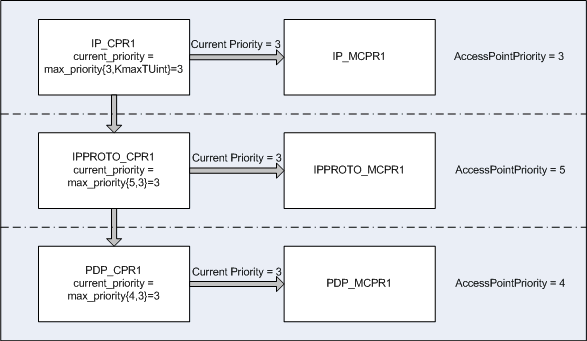 IP_CPR1
current_priority =
max_priority{3,KmaxTUint}=3
Current Priority = 3
IP_MCPR1
AccessPointPriority = 3
IPPROTO_CPR1
current_priority =
max_priority{5,3}=3
Current Priority = 3
IPPROTO_MCPR1
AccessPointPriority = 5
PDP_CPR1
current_priority =
max_priority{4,3}=3
Current Priority = 3
PDP_MCPR1
AccessPointPriority = 4